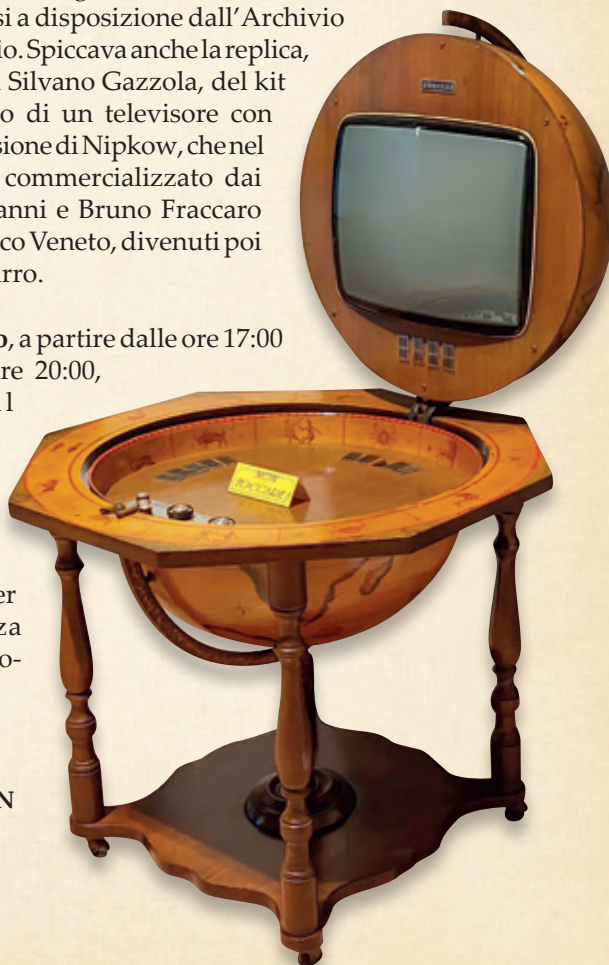 si a disposizione dall’Archivio
io. Spiccava anche la replica,
i Silvano Gazzola, del kit
o di un televisore con
sione di Nipkow, che nel
commercializzato dai
anni e Bruno Fraccaro
co Veneto, divenuti poi
rro.
o, a partire dalle ore 17:00
re 20:00,
l
NON
TOCCARE!
er
za
o-
N